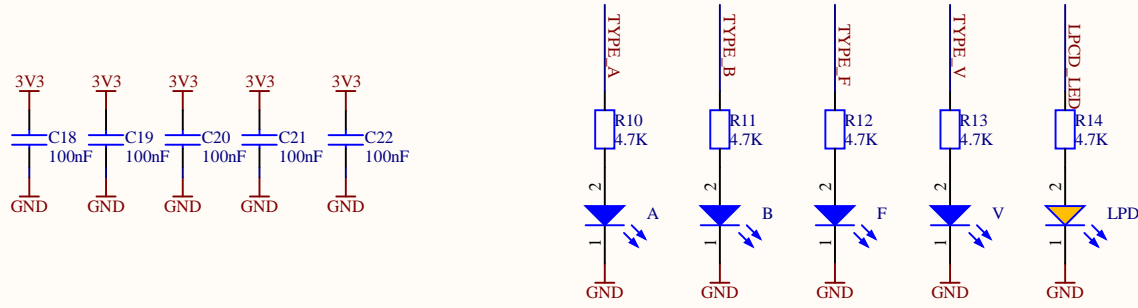 TYPE_A
TYPE_B
TYPE_F
TYPE_V
LPCD_LED
3V3 3V3 3V3 3V3 3V3
C18 100nF
C19 100nF
C20 100nF
C21 100nF
C22 100nF
GND GND GND GND GND
R10 4.7K
R11 4.7K
R12 4.7K
R13 4.7K
R14 4.7K
2 2 2 2 2
A B F V LPD
1 1 1 1 1
GND GND GND GND GND